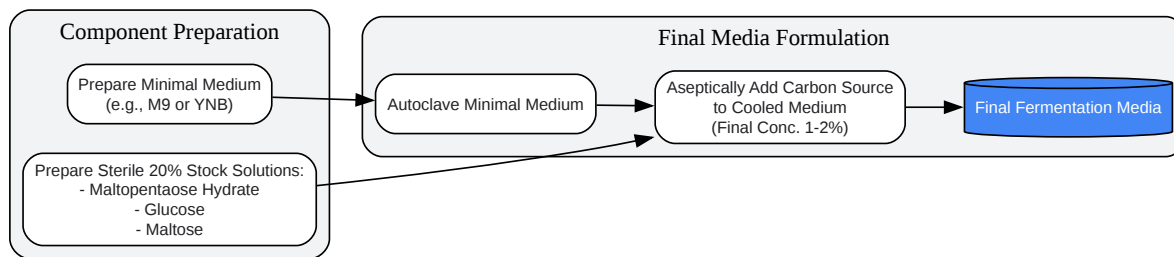 Component Preparation
Prepare Minimal Medium
(e.g., M9 or YNB)
Prepare Sterile 20% Stock Solutions:
- Maltopentaose Hydrate
- Glucose
- Maltose
Final Media Formulation
Autoclave Minimal Medium
Aseptically Add Carbon Source
to Cooled Medium
(Final Conc. 1-2%)
Final Fermentation Media